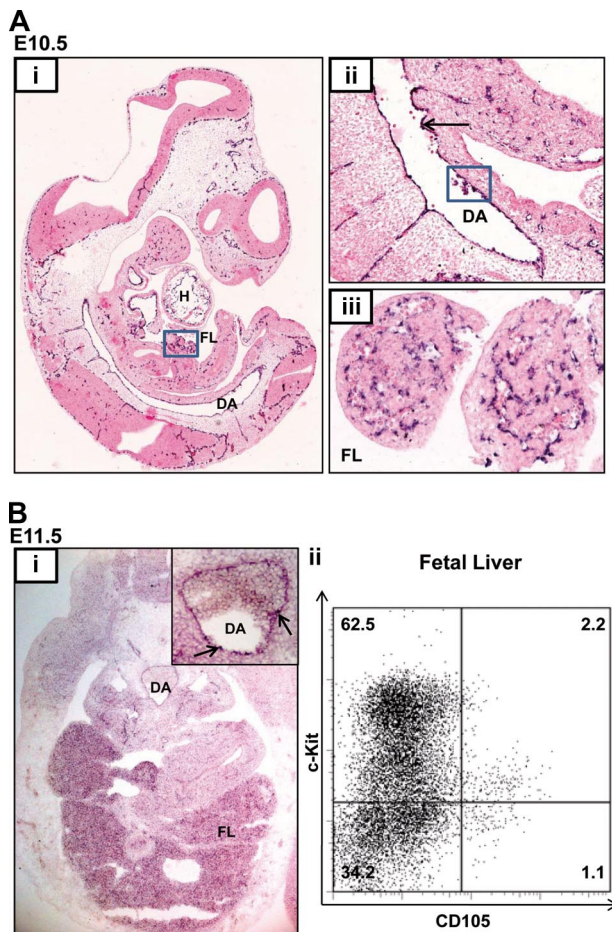 A
E10.5
i
H
FL
DA
ii
DA
iii
FL
B
E11.5
i
DA
DA
FL
ii
Fetal Liver
62.5
2.2
34.2
1.1
c-Kit
CD105